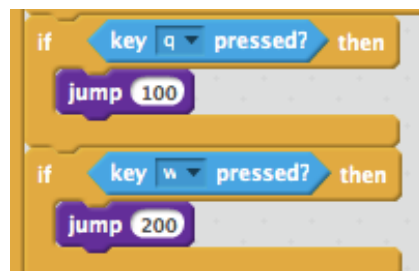 if key q pressed? then
jump 100
if key w pressed? then
jump 200